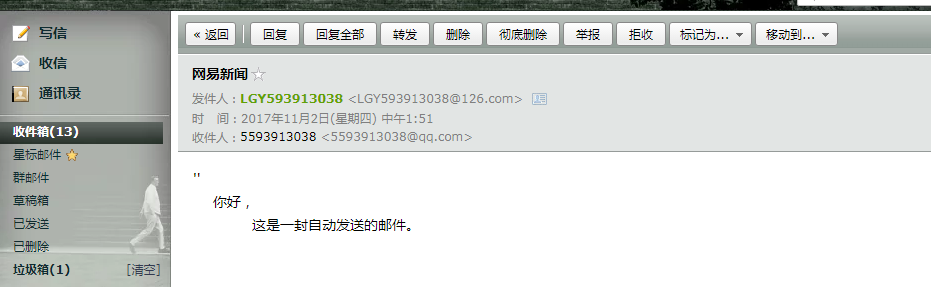 写信
收信
通讯录
收件箱(13)
星标邮件
群邮件
草稿箱
已发送
已删除
垃圾箱(1) [清空]
« 返回 回复 回复全部 转发 删除 彻底删除 举报 拒收 标记为... 移动到...
网易新闻
发件人：LGY593913038 <LGY593913038@126.com>
时 间：2017年11月2日(星期四) 中午1:51
收件人：5593913038 <5593913038@qq.com>
"
你好，
这是一封自动发送的邮件。